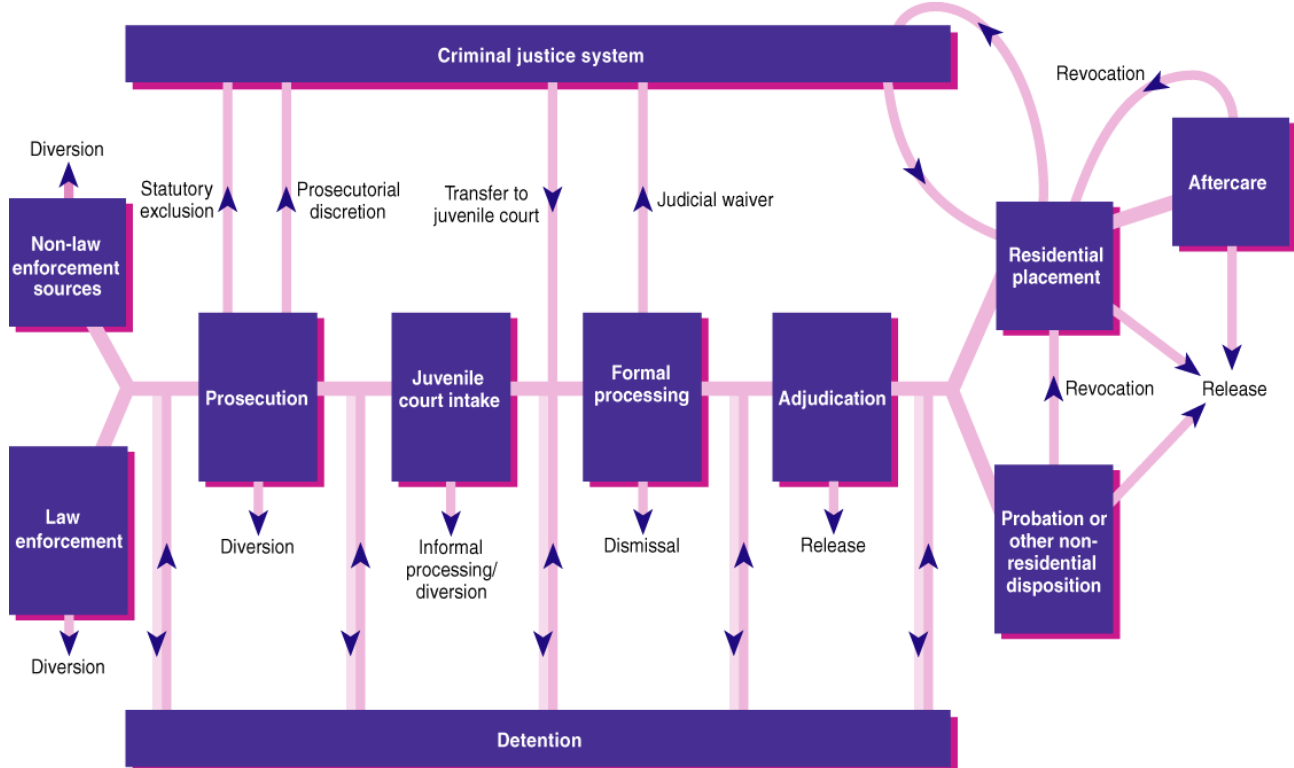 Criminal justice system
Revocation
Diversion
Aftercare
Statutory
exclusion
Prosecutorial
discretion
Transfer to
juvenile court
Judicial waiver
Non-law
enforcement
sources
Residential
placement
Prosecution
Juvenile
court intake
Formal
processing
Adjudication
Revocation
Release
Law
enforcement
Diversion
Informal
processing/
diversion
Dismissal
Release
Probation or
other non-
residential
disposition
Diversion
Detention